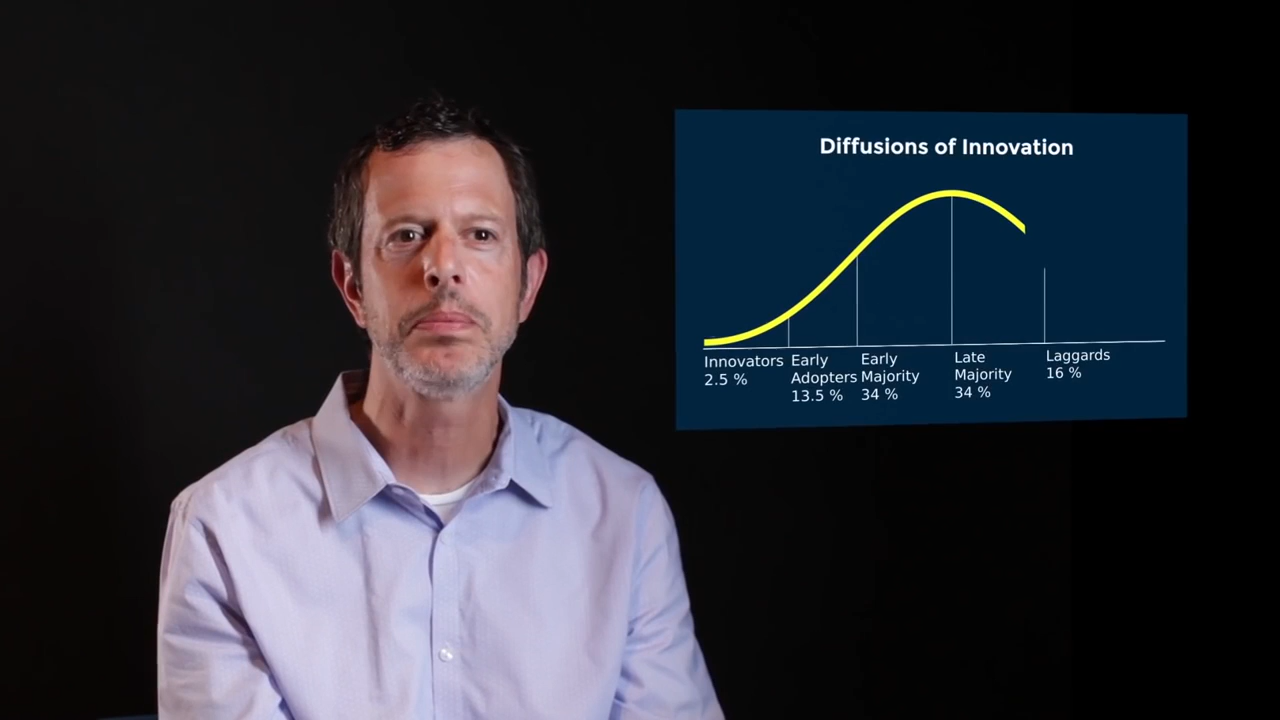 Diffusions of Innovation
Innovators
2.5 %
Early
Adopters
13.5 %
Early
Majority
34 %
Late
Majority
34 %
Laggards
16 %